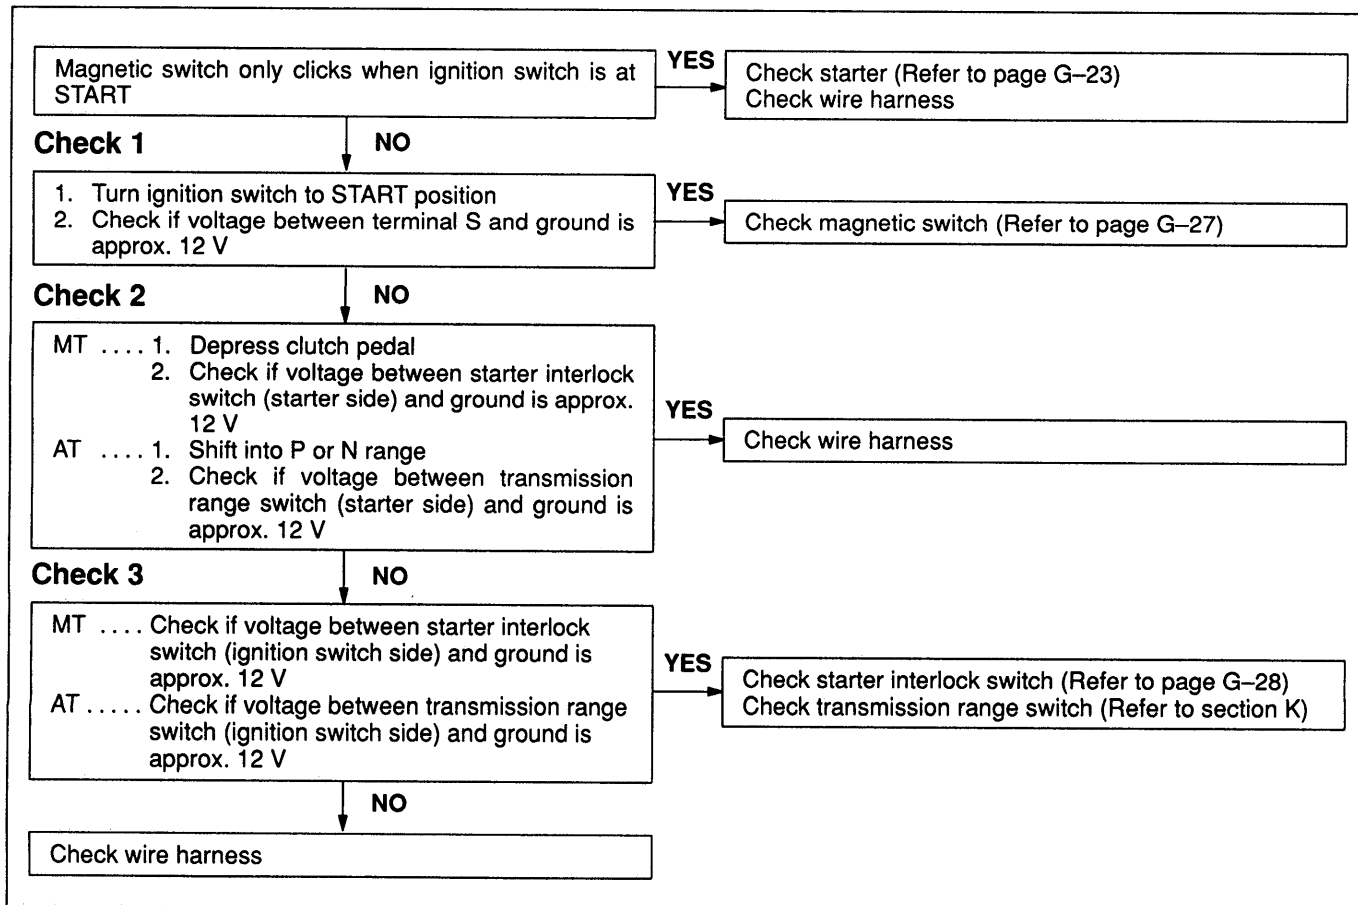 Magnetic switch only clicks when ignition switch is at
START
YES
Check starter (Refer to page G–23)
Check wire harness
Check 1
NO
1. Turn ignition switch to START position
2. Check if voltage between terminal S and ground is
approx. 12 V
YES
Check magnetic switch (Refer to page G–27)
Check 2
NO
MT .... 1. Depress clutch pedal
2. Check if voltage between starter interlock
switch (starter side) and ground is approx.
12 V
AT .... 1. Shift into P or N range
2. Check if voltage between transmission
range switch (starter side) and ground is
approx. 12 V
YES
Check wire harness
Check 3
NO
MT .... Check if voltage between starter interlock
switch (ignition switch side) and ground is
approx. 12 V
AT ..... Check if voltage between transmission range
switch (ignition switch side) and ground is
approx. 12 V
YES
Check starter interlock switch (Refer to page G–28)
Check transmission range switch (Refer to section K)
NO
Check wire harness